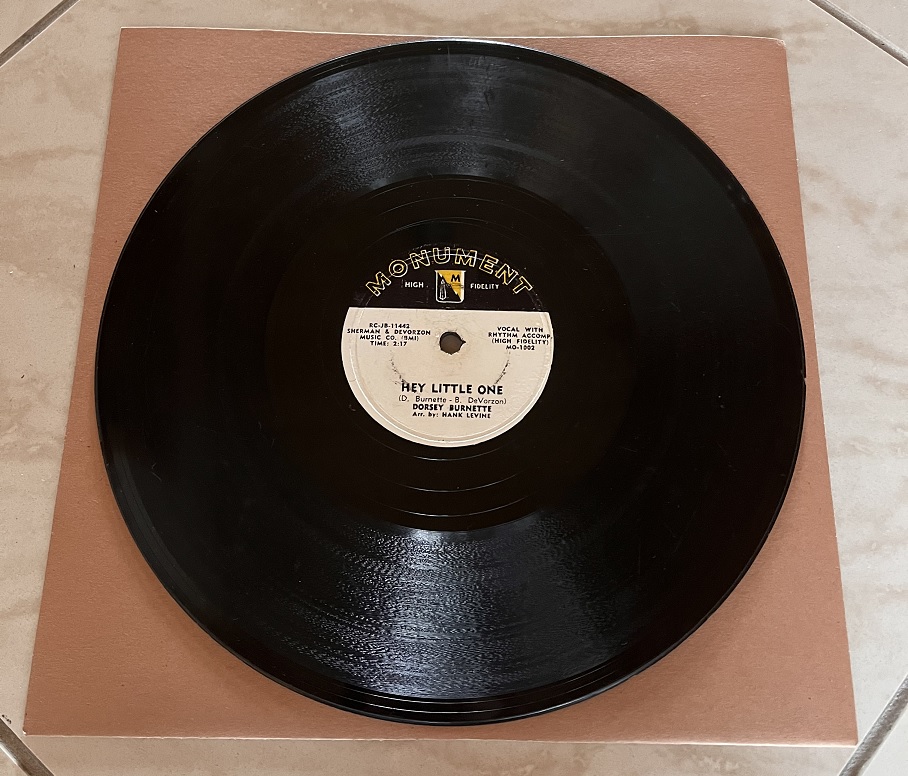 MONUMENT
M
HIGH FIDELITY
RC-JB-11442
SHERMAN & DEVORZON
MUSIC CO. (BMI)
TIME: 2:17
VOCAL WITH
RHYTHM ACCOMP.
(HIGH FIDELITY)
MO-1002
HEY LITTLE ONE
(D. Burnette - B. DeVorzon)
DORSEY BURNETTE
Arr. by: HANK LEVINE